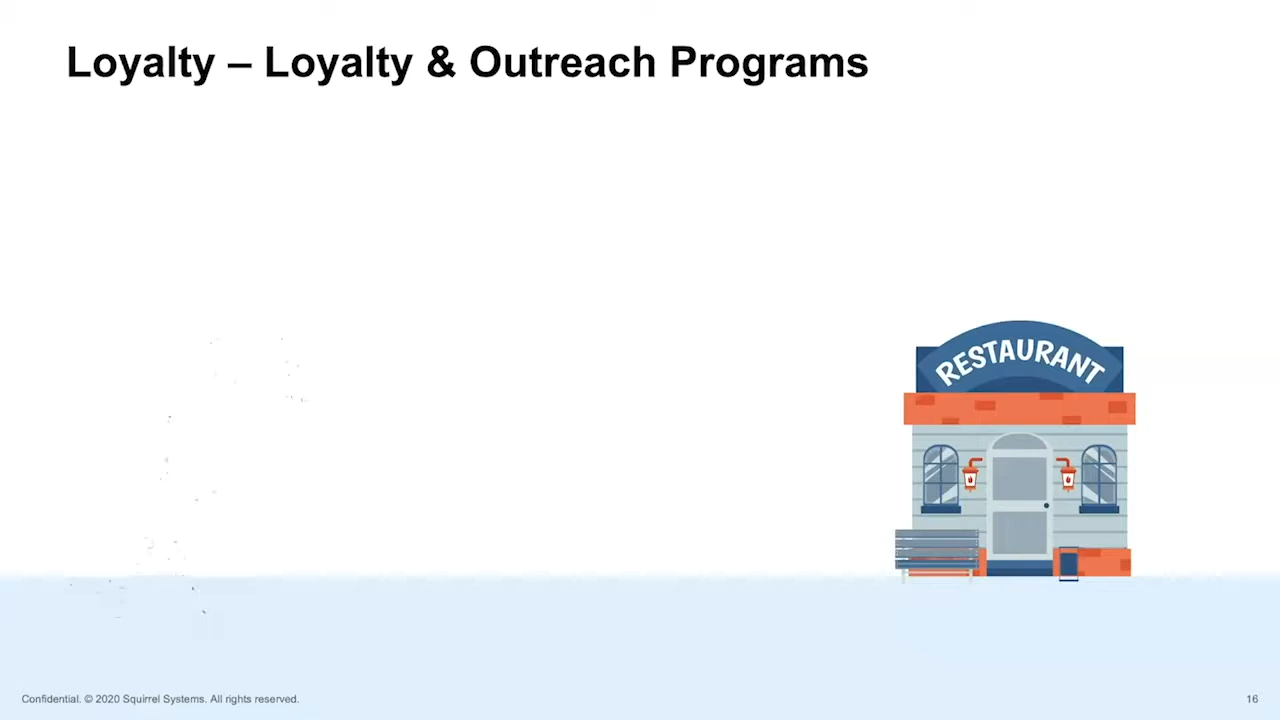 Loyalty – Loyalty & Outreach Programs
RESTAURANT
Confidential. © 2020 Squirrel Systems. All rights reserved.
16